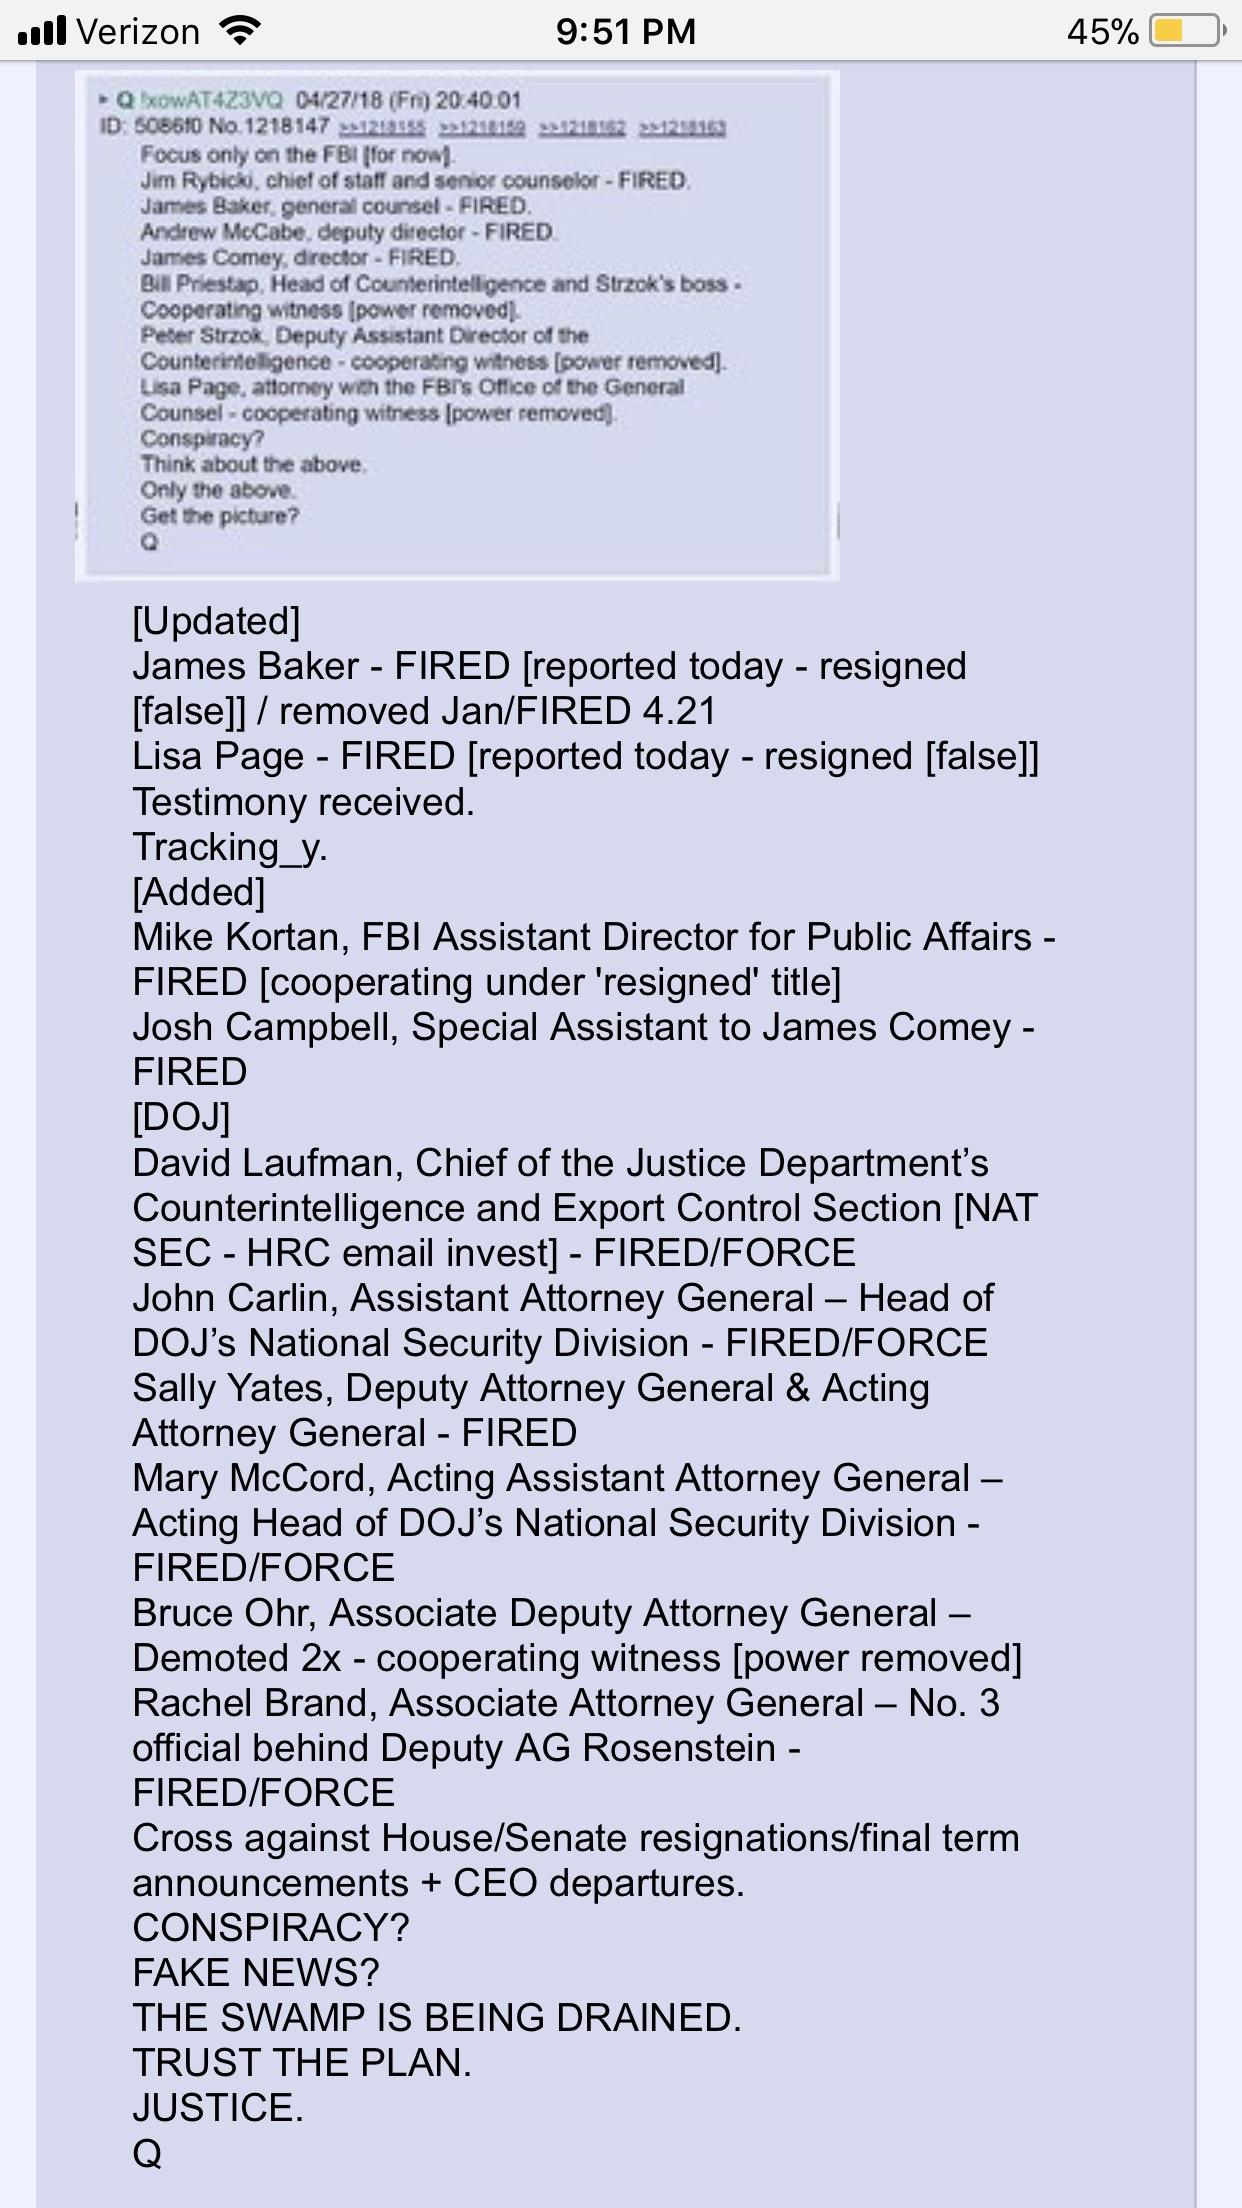 Verizon 9:51 PM 45%
Q !xowAT4Z3VQ 04/27/18 (Fri) 20:40:01
ID: 5086f0 No.1218147 >>1218155 >>1218159 >>1218162 >>1218163
Focus only on the FBI [for now].
Jim Rybicki, chief of staff and senior counselor - FIRED.
James Baker, general counsel - FIRED.
Andrew McCabe, deputy director - FIRED.
James Comey, director - FIRED.
Bill Priestap, Head of Counterintelligence and Strzok's boss -
Cooperating witness [power removed].
Peter Strzok, Deputy Assistant Director of the
Counterintelligence - cooperating witness [power removed].
Lisa Page, attorney with the FBI's Office of the General
Counsel - cooperating witness [power removed].
Conspiracy?
Think about the above.
Only the above.
Get the picture?
Q
[Updated]
James Baker - FIRED [reported today - resigned
[false]] / removed Jan/FIRED 4.21
Lisa Page - FIRED [reported today - resigned [false]]
Testimony received.
Tracking_y.
[Added]
Mike Kortan, FBI Assistant Director for Public Affairs -
FIRED [cooperating under 'resigned' title]
Josh Campbell, Special Assistant to James Comey -
FIRED
[DOJ]
David Laufman, Chief of the Justice Department’s
Counterintelligence and Export Control Section [NAT
SEC - HRC email invest] - FIRED/FORCE
John Carlin, Assistant Attorney General – Head of
DOJ’s National Security Division - FIRED/FORCE
Sally Yates, Deputy Attorney General & Acting
Attorney General - FIRED
Mary McCord, Acting Assistant Attorney General –
Acting Head of DOJ’s National Security Division -
FIRED/FORCE
Bruce Ohr, Associate Deputy Attorney General –
Demoted 2x - cooperating witness [power removed]
Rachel Brand, Associate Attorney General – No. 3
official behind Deputy AG Rosenstein -
FIRED/FORCE
Cross against House/Senate resignations/final term
announcements + CEO departures.
CONSPIRACY?
FAKE NEWS?
THE SWAMP IS BEING DRAINED.
TRUST THE PLAN.
JUSTICE.
Q